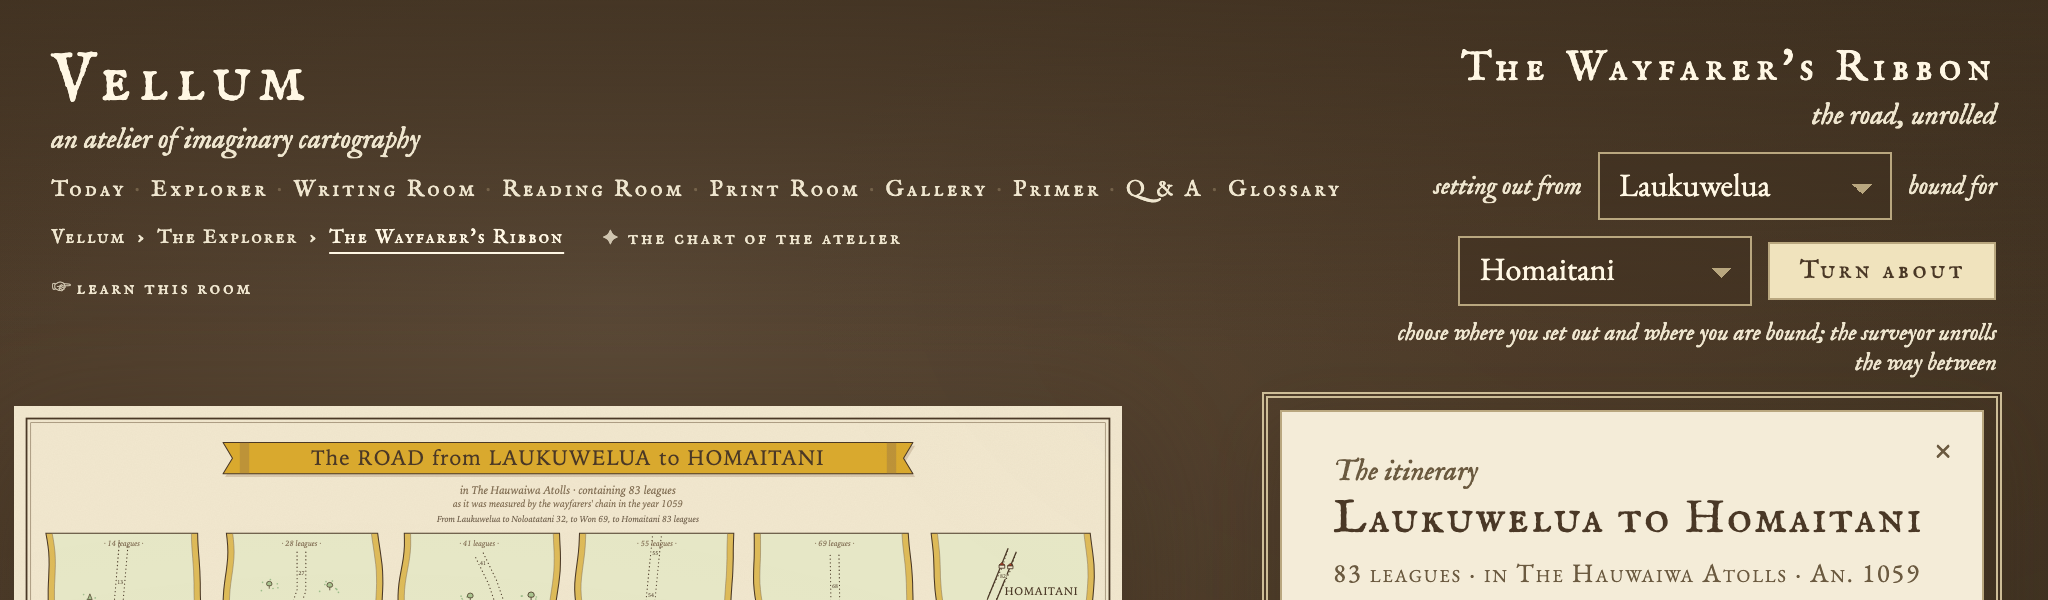 Vellum
an atelier of imaginary cartography
Today · Explorer · Writing Room · Reading Room · Print Room · Gallery · Primer · Q & A · Glossary
Vellum › The Explorer › The Wayfarer's Ribbon ✦ the chart of the atelier
☞ learn this room
The Wayfarer's Ribbon
the road, unrolled
setting out from Laukuwelua bound for
Homaitani Turn about
choose where you set out and where you are bound; the surveyor unrolls
the way between
The ROAD from LAUKUWELUA to HOMAITANI
in The Hauwaiwa Atolls · containing 83 leagues
as it was measured by the wayfarers' chain in the year 1059
From Laukuwelua to Noloatatani 32, to Won 69, to Homaitani 83 leagues
· 14 leagues · · 28 leagues · · 41 leagues · · 55 leagues · · 69 leagues ·
HOMAITANI
×
The itinerary
Laukuwelua to Homaitani
83 leagues · in The Hauwaiwa Atolls · An. 1059